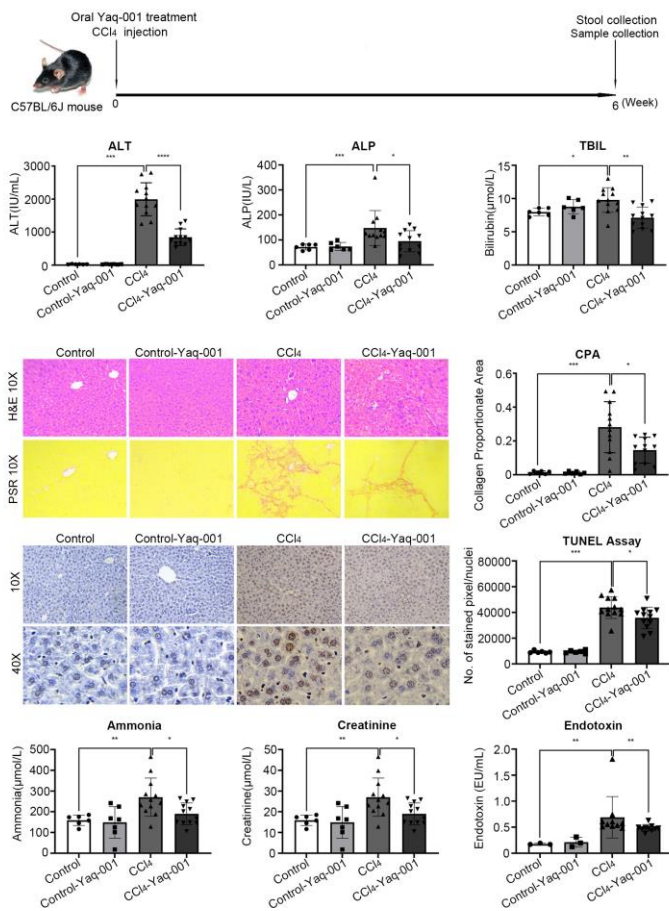 Oral Yaq-001 treatment
CCl₄ injection
Stool collection
Sample collection
C57BL/6J mouse
0
6 (Week)
ALT
ALT(IU/mL)
3000
2000
1000
0
*** ****
Control
Control-Yaq-001
CCl₄
CCl₄-Yaq-001
ALP
ALP(IU/L)
400
300
200
100
0
*** *
Control
Control-Yaq-001
CCl₄
CCl₄-Yaq-001
TBIL
Bilirubin(μmol/L)
20
15
10
5
0
* **
Control
Control-Yaq-001
CCl₄
CCl₄-Yaq-001
Control Control-Yaq-001 CCl₄ CCl₄-Yaq-001
H&E 10X
PSR 10X
CPA
Collagen Proportionate Area
0.6
0.4
0.2
0
*** *
Control
Control-Yaq-001
CCl₄
CCl₄-Yaq-001
Control Control-Yaq-001 CCl₄ CCl₄-Yaq-001
10X
40X
TUNEL Assay
No. of stained pixel/nuclei
80000
60000
40000
20000
0
*** *
Control
Control-Yaq-001
CCl₄
CCl₄-Yaq-001
Ammonia
Ammonia(μmol/L)
500
400
300
200
100
0
** *
Control
Control-Yaq-001
CCl₄
CCl₄-Yaq-001
Creatinine
Creatinine(μmol/L)
50
40
30
20
10
0
** *
Control
Control-Yaq-001
CCl₄
CCl₄-Yaq-001
Endotoxin
Endotoxin (EU/mL)
2.0
1.5
1.0
0.5
0.0
** **
Control
Control-Yaq-001
CCl₄
CCl₄-Yaq-001